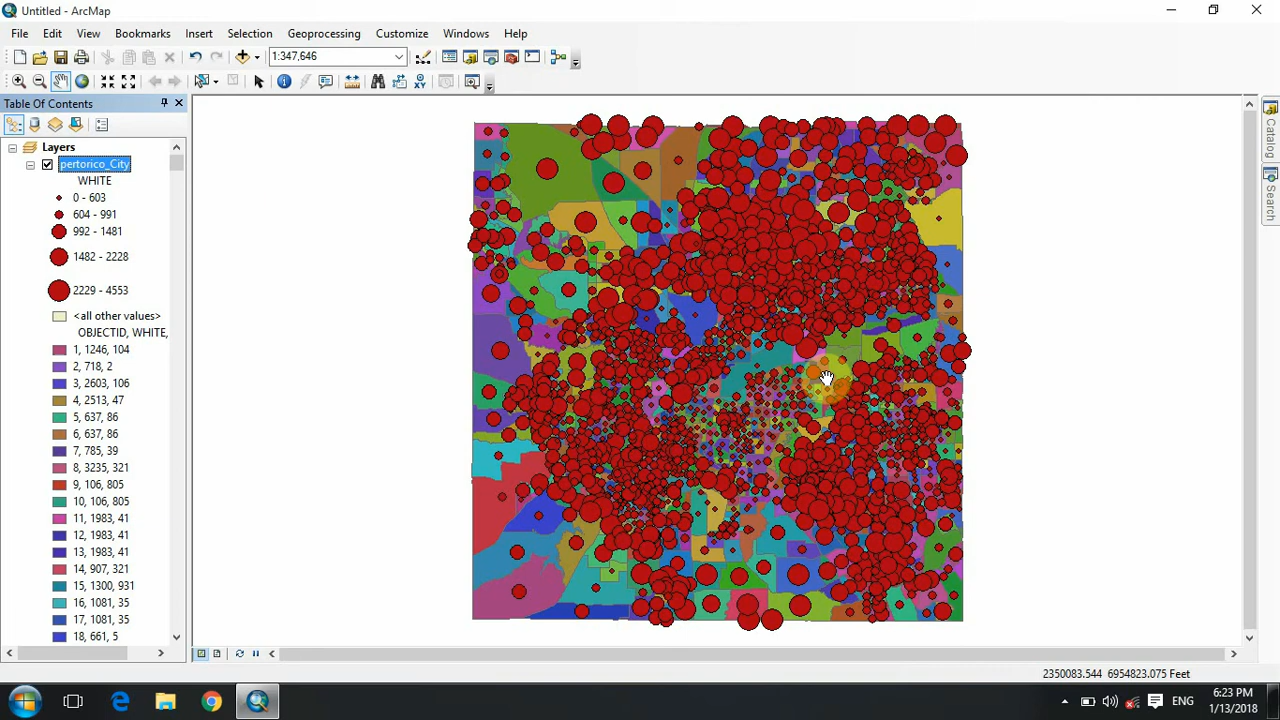 Untitled - ArcMap
File Edit View Bookmarks Insert Selection Geoprocessing Customize Windows Help
1:347,646
Table Of Contents
Layers
pertorico_City
WHITE
0 - 603
604 - 991
992 - 1481
1482 - 2228
2229 - 4553
<all other values>
OBJECTID, WHITE,
1, 1246, 104
2, 718, 2
3, 2603, 106
4, 2513, 47
5, 637, 86
6, 637, 86
7, 785, 39
8, 3235, 321
9, 106, 805
10, 106, 805
11, 1983, 41
12, 1983, 41
13, 1983, 41
14, 907, 321
15, 1300, 931
16, 1081, 35
17, 1081, 35
18, 661, 5
Catalog
Search
2350083.544 6954823.075 Feet
ENG
6:23 PM
1/13/2018